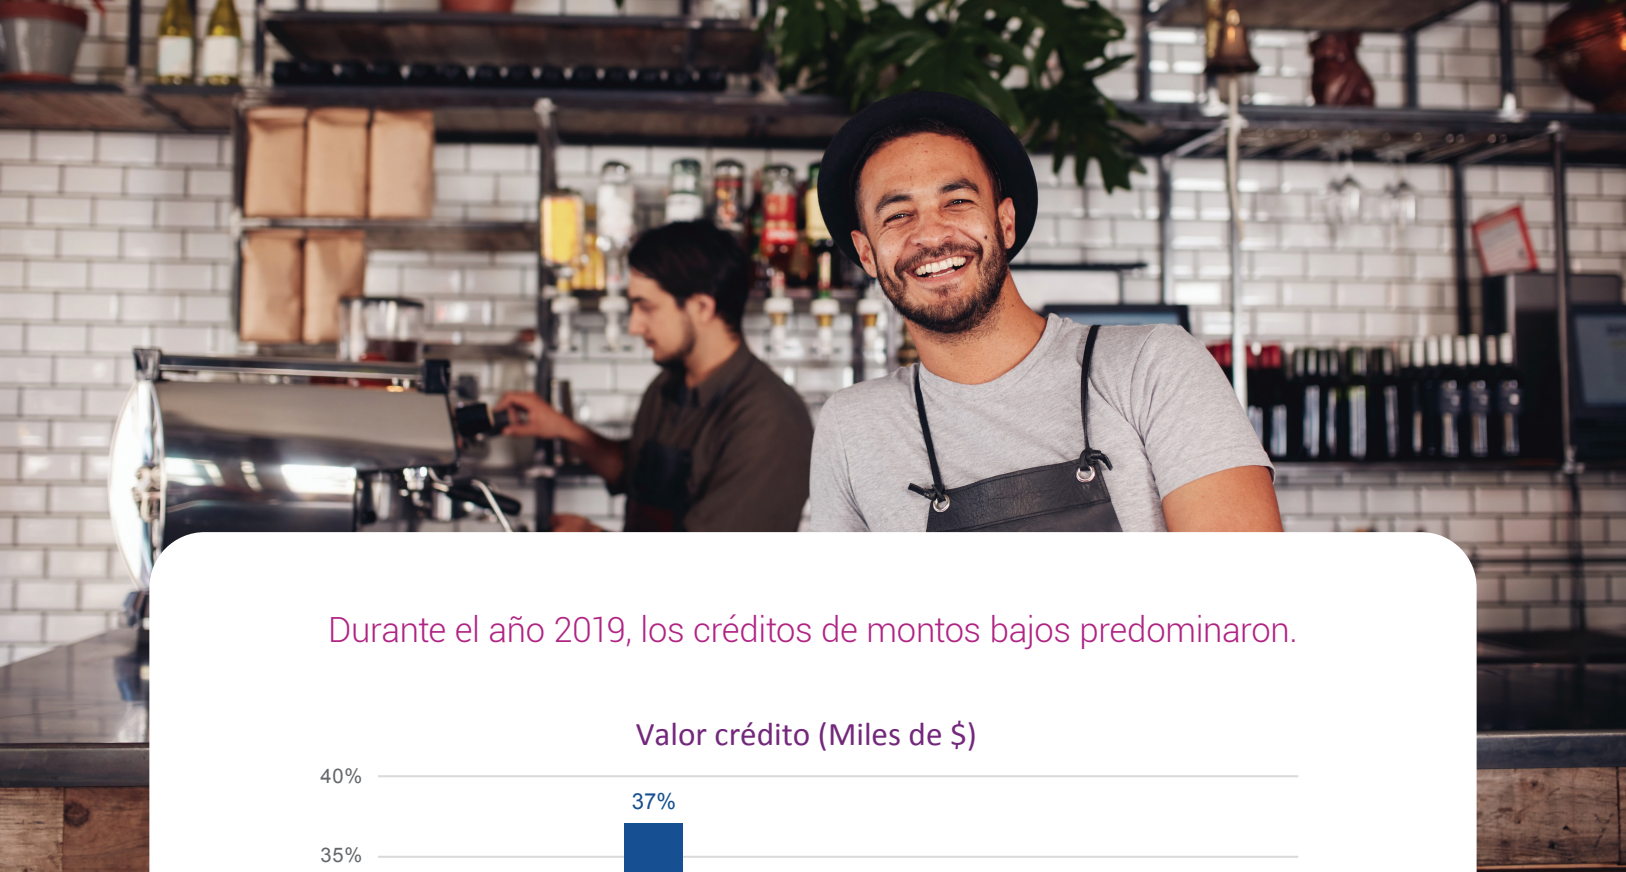 Durante el año 2019, los créditos de montos bajos predominaron.
Valor crédito (Miles de $)
40%
37%
35%